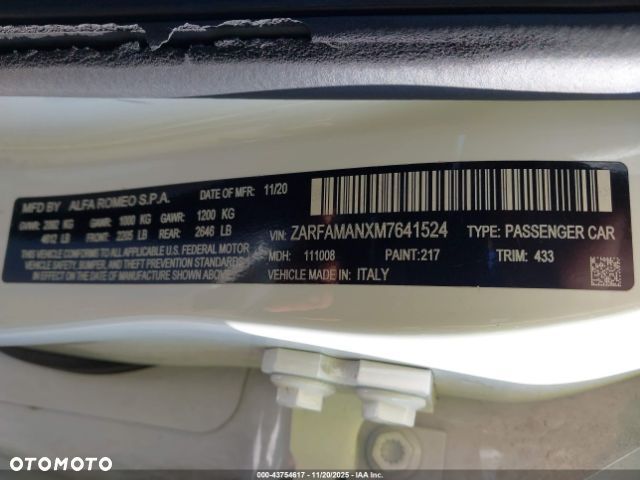 MFD BY ALFA ROMEO S.P.A. DATE OF MFR: 11/20
GVWR: GAWR: 1000 KG GAWR: 1200 KG
4612 LB FRONT: 2205 LB REAR: 2646 LB
THIS VEHICLE CONFORMS TO ALL APPLICABLE U.S. FEDERAL MOTOR
VEHICLE SAFETY, BUMPER, AND THEFT PREVENTION STANDARDS
IN EFFECT ON THE DATE OF MANUFACTURE SHOWN ABOVE.
VIN: ZARFAMANXM7641524 TYPE: PASSENGER CAR
MDH: 111008 PAINT: 217 TRIM: 433
VEHICLE MADE IN: ITALY
OTOMOTO
000-43754617 - 11/20/2025 - IAA Inc.